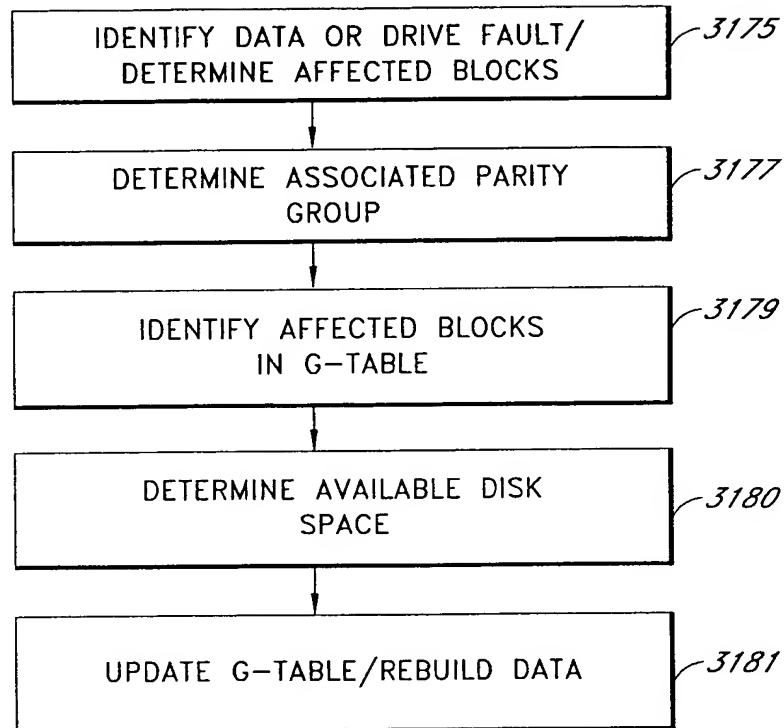 IDENTIFY DATA OR DRIVE FAULT/
DETERMINE AFFECTED BLOCKS
3175
DETERMINE ASSOCIATED PARITY
GROUP
3177
IDENTIFY AFFECTED BLOCKS
IN G-TABLE
3179
DETERMINE AVAILABLE DISK
SPACE
3180
UPDATE G-TABLE/REBUILD DATA
3181